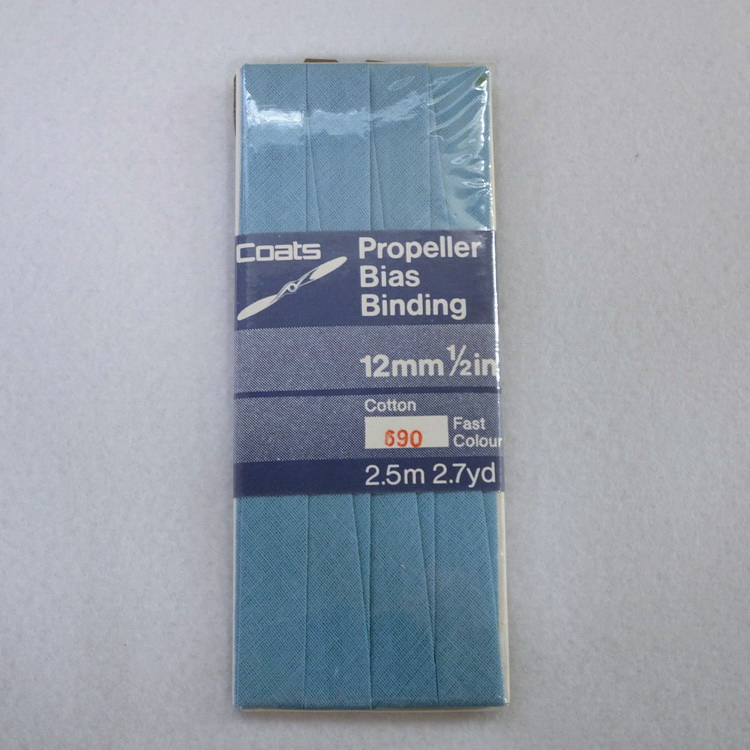 Coats
Propeller
Bias
Binding
12mm ½in
Cotton
690
Fast
Colour
2.5m 2.7yd